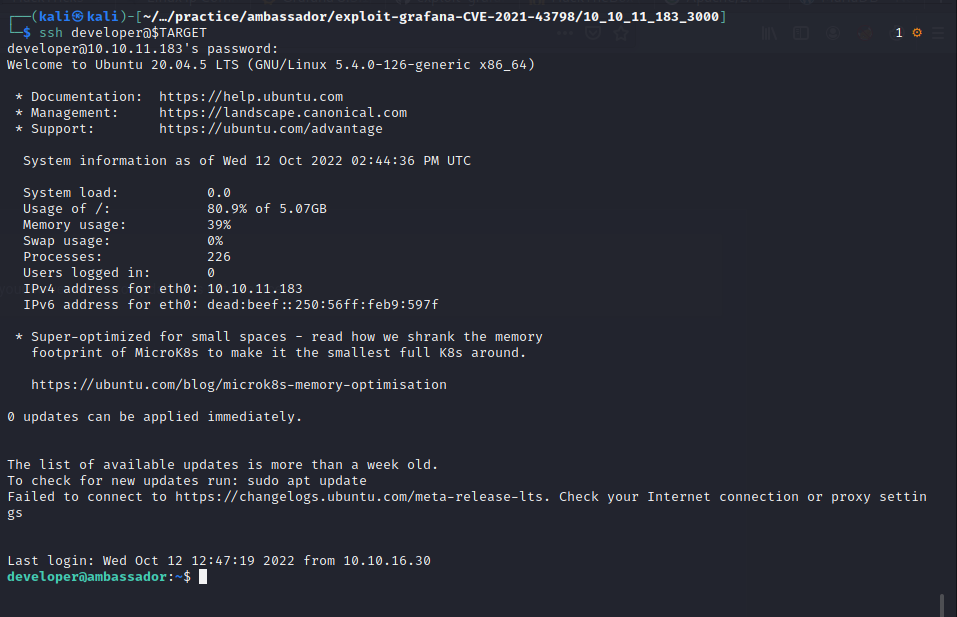 ┌──(kali㉿kali)-[~/…/practice/ambassador/exploit-grafana-CVE-2021-43798/10_10_11_183_3000]
└─$ ssh developer@$TARGET
1
developer@10.10.11.183's password:
Welcome to Ubuntu 20.04.5 LTS (GNU/Linux 5.4.0-126-generic x86_64)
* Documentation:  https://help.ubuntu.com
* Management:     https://landscape.canonical.com
* Support:        https://ubuntu.com/advantage
System information as of Wed 12 Oct 2022 02:44:36 PM UTC
System load:           0.0
Usage of /:            80.9% of 5.07GB
Memory usage:          39%
Swap usage:            0%
Processes:             226
Users logged in:       0
IPv4 address for eth0: 10.10.11.183
IPv6 address for eth0: dead:beef::250:56ff:feb9:597f
* Super-optimized for small spaces - read how we shrank the memory
footprint of MicroK8s to make it the smallest full K8s around.
https://ubuntu.com/blog/microk8s-memory-optimisation
0 updates can be applied immediately.
The list of available updates is more than a week old.
To check for new updates run: sudo apt update
Failed to connect to https://changelogs.ubuntu.com/meta-release-lts. Check your Internet connection or proxy settin
gs
Last login: Wed Oct 12 12:47:19 2022 from 10.10.16.30
developer@ambassador:~$